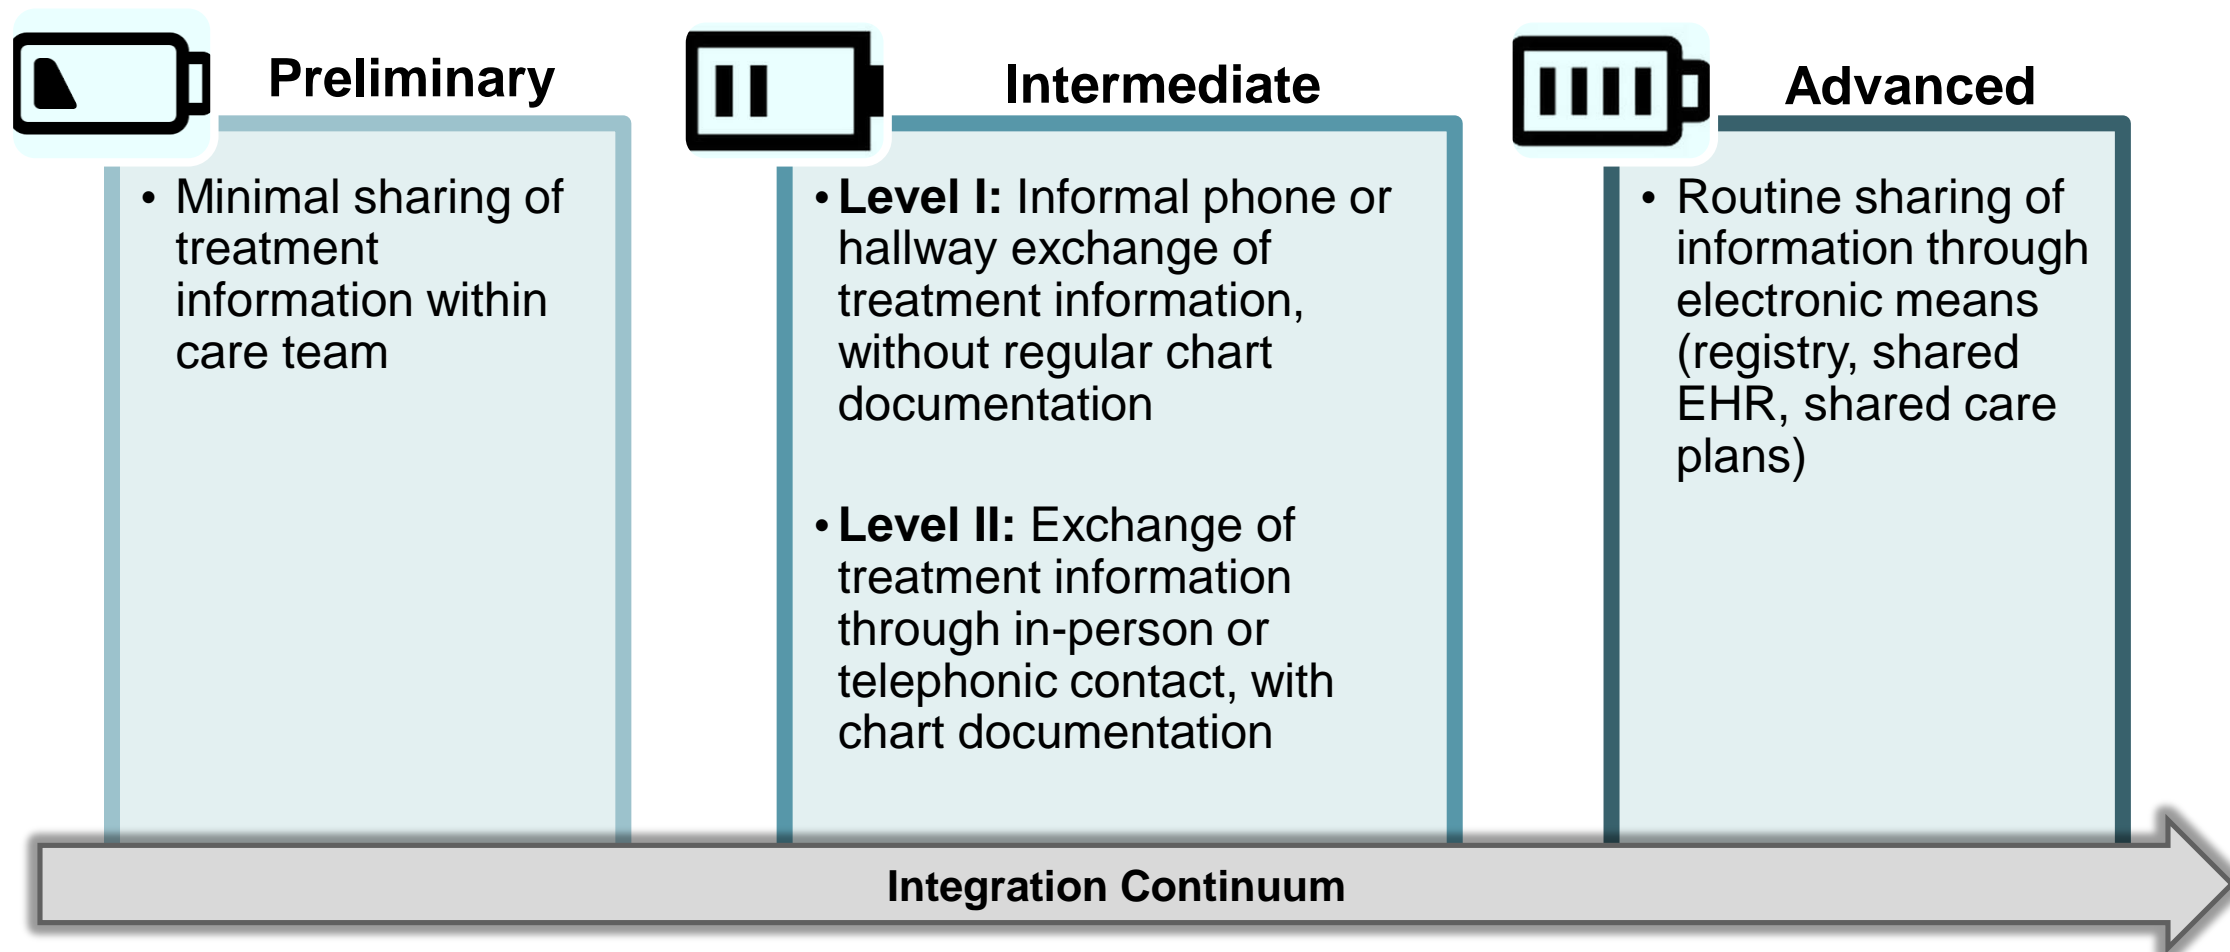 Preliminary
• Minimal sharing of
treatment
information within
care team
Intermediate
• Level I: Informal phone or
hallway exchange of
treatment information,
without regular chart
documentation
• Level II: Exchange of
treatment information
through in-person or
telephonic contact, with
chart documentation
Advanced
• Routine sharing of
information through
electronic means
(registry, shared
EHR, shared care
plans)
Integration Continuum